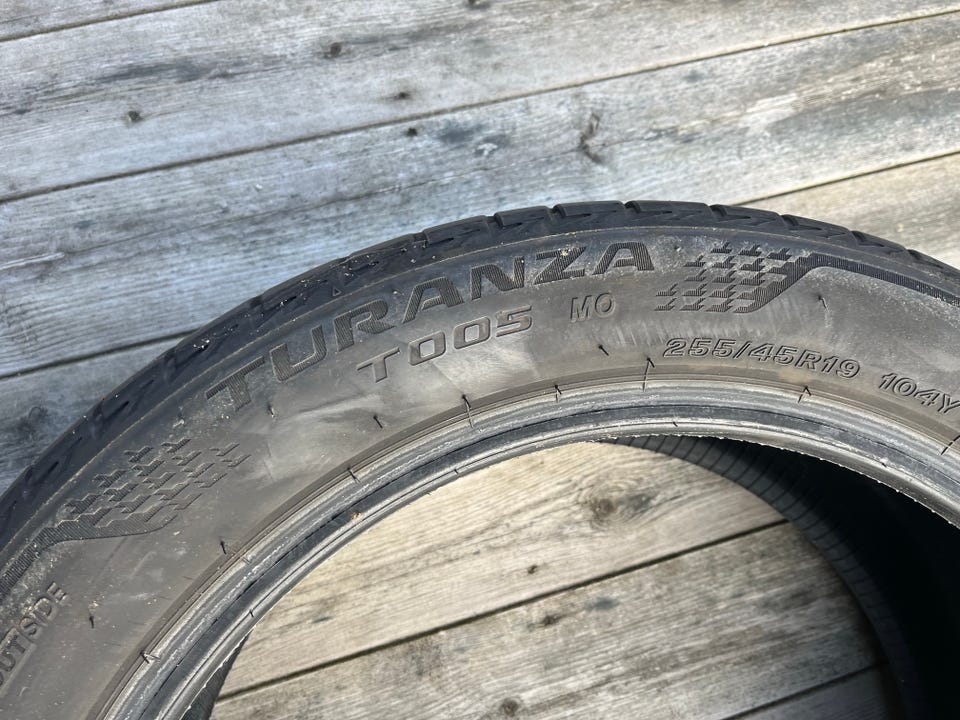 TURANZA
T005 MO
255/45R19 104Y
OUTSIDE